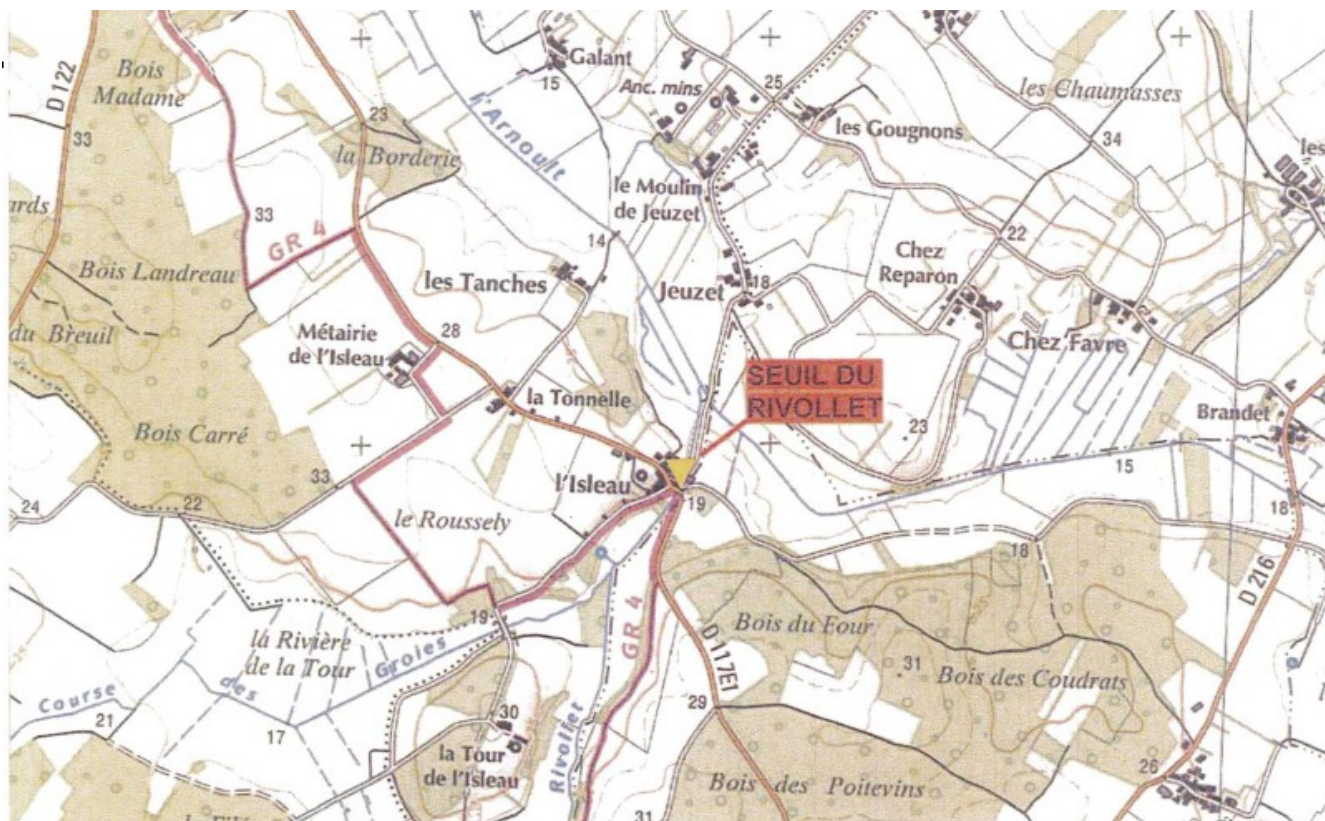 Bois
Madame
D 122
33
23
la Borderie
Galant
15
l'Arnoult
Anc. mins
25
les Gougnons
les Chaumasses
34
les
le Moulin
de Jeuzet
ards
33
GR 4
Bois Landreau
14
les Tanches
Jeuzet
18
Chez
Reparon
22
du Breuil
Métairie
de l'Isleau
28
Chez Favre
SEUIL DU
RIVOLLET
la Tonnelle
Bois Carré
23
Brandet
15
33
l'Isleau
19
24
22
le Roussely
18
18
D 216
19
la Rivière
de la Tour
Groies
des
Course
21
17
GR 4
Bois du Four
D 117E1
31
Bois des Coudrats
29
30
la Tour
de l'Isleau
Rivollet
Bois des Poitevins
26
31